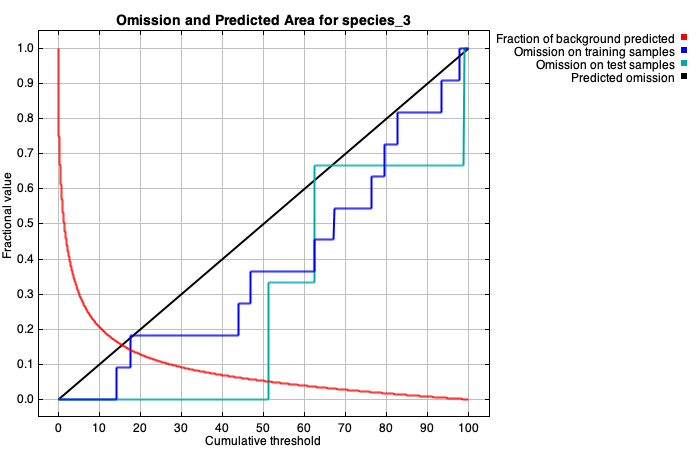 Omission and Predicted Area for species_3
Fraction of background predicted
Omission on training samples
Omission on test samples
Predicted omission
Fractional value
1.0
0.9
0.8
0.7
0.6
0.5
0.4
0.3
0.2
0.1
0.0
0 10 20 30 40 50 60 70 80 90 100
Cumulative threshold